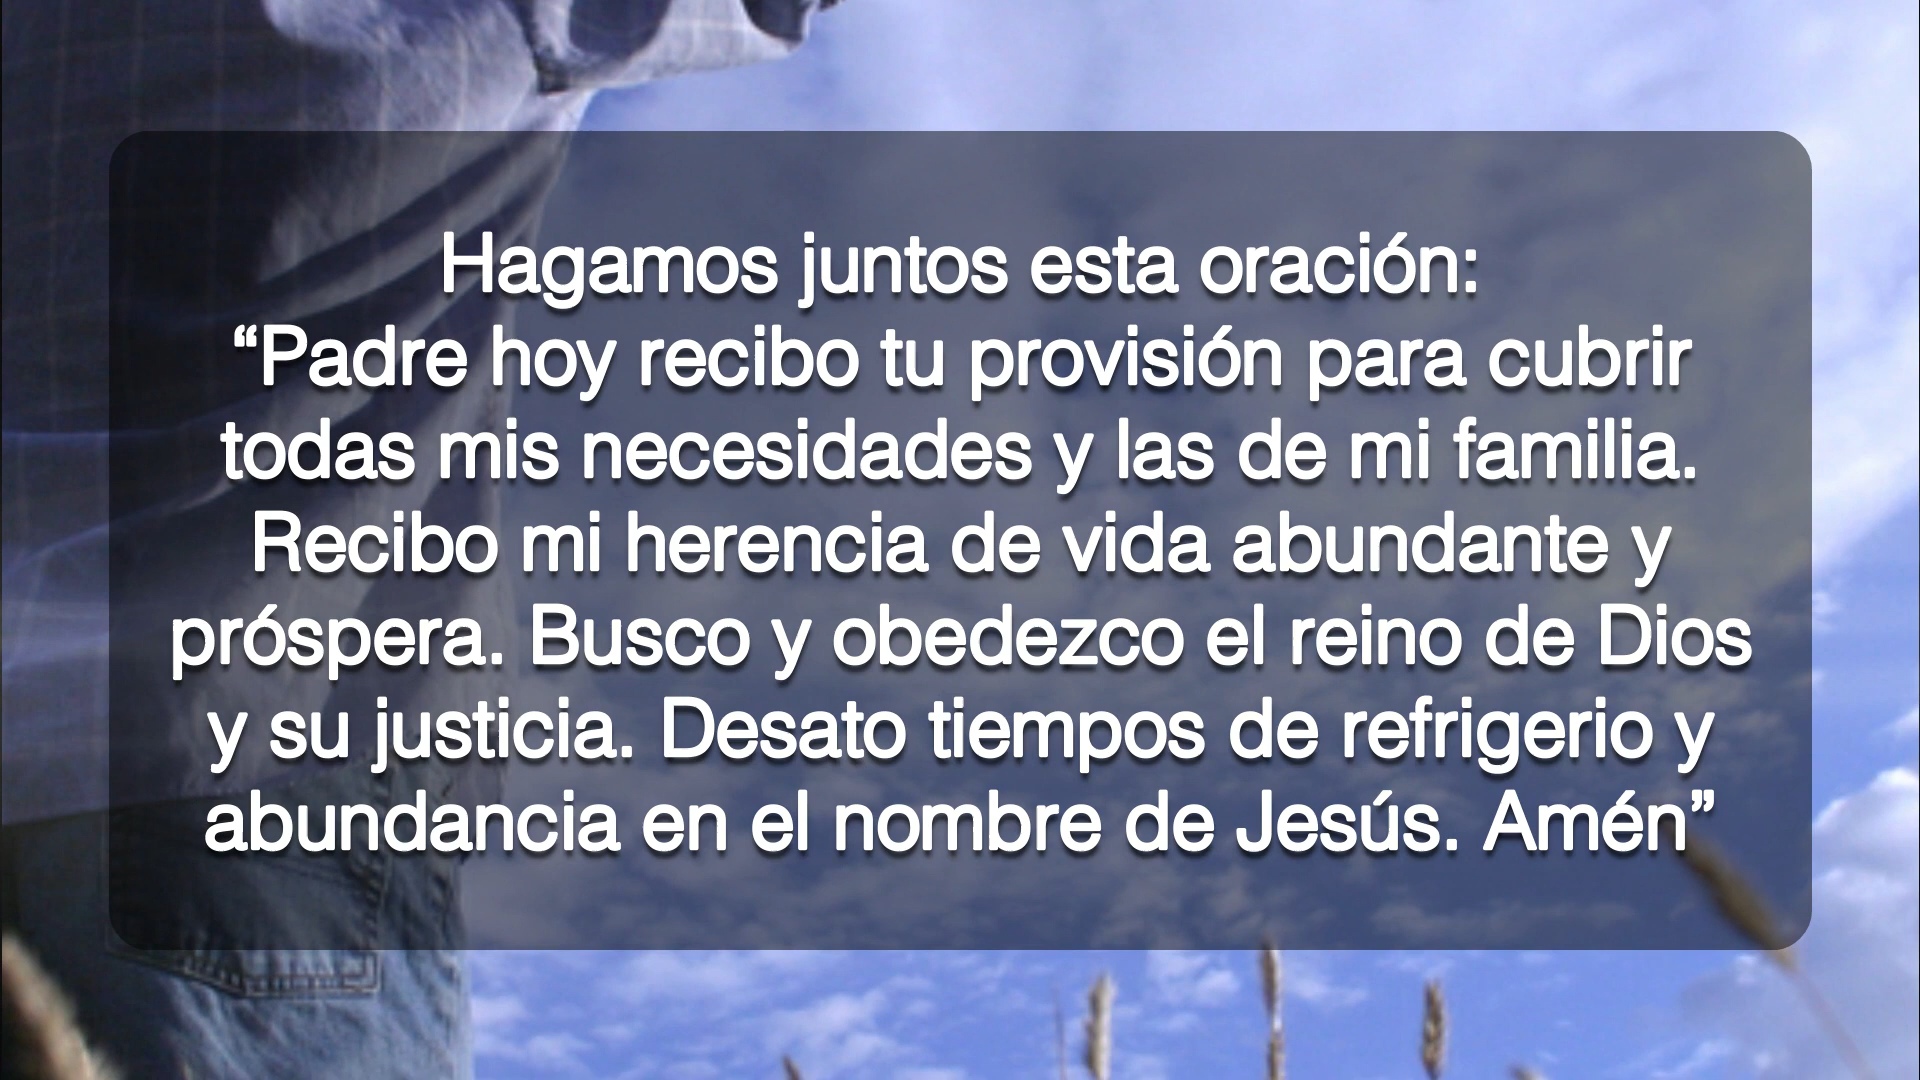 Hagamos juntos esta oración:
“Padre hoy recibo tu provisión para cubrir
todas mis necesidades y las de mi familia.
Recibo mi herencia de vida abundante y
próspera. Busco y obedezco el reino de Dios
y su justicia. Desato tiempos de refrigerio y
abundancia en el nombre de Jesús. Amén”